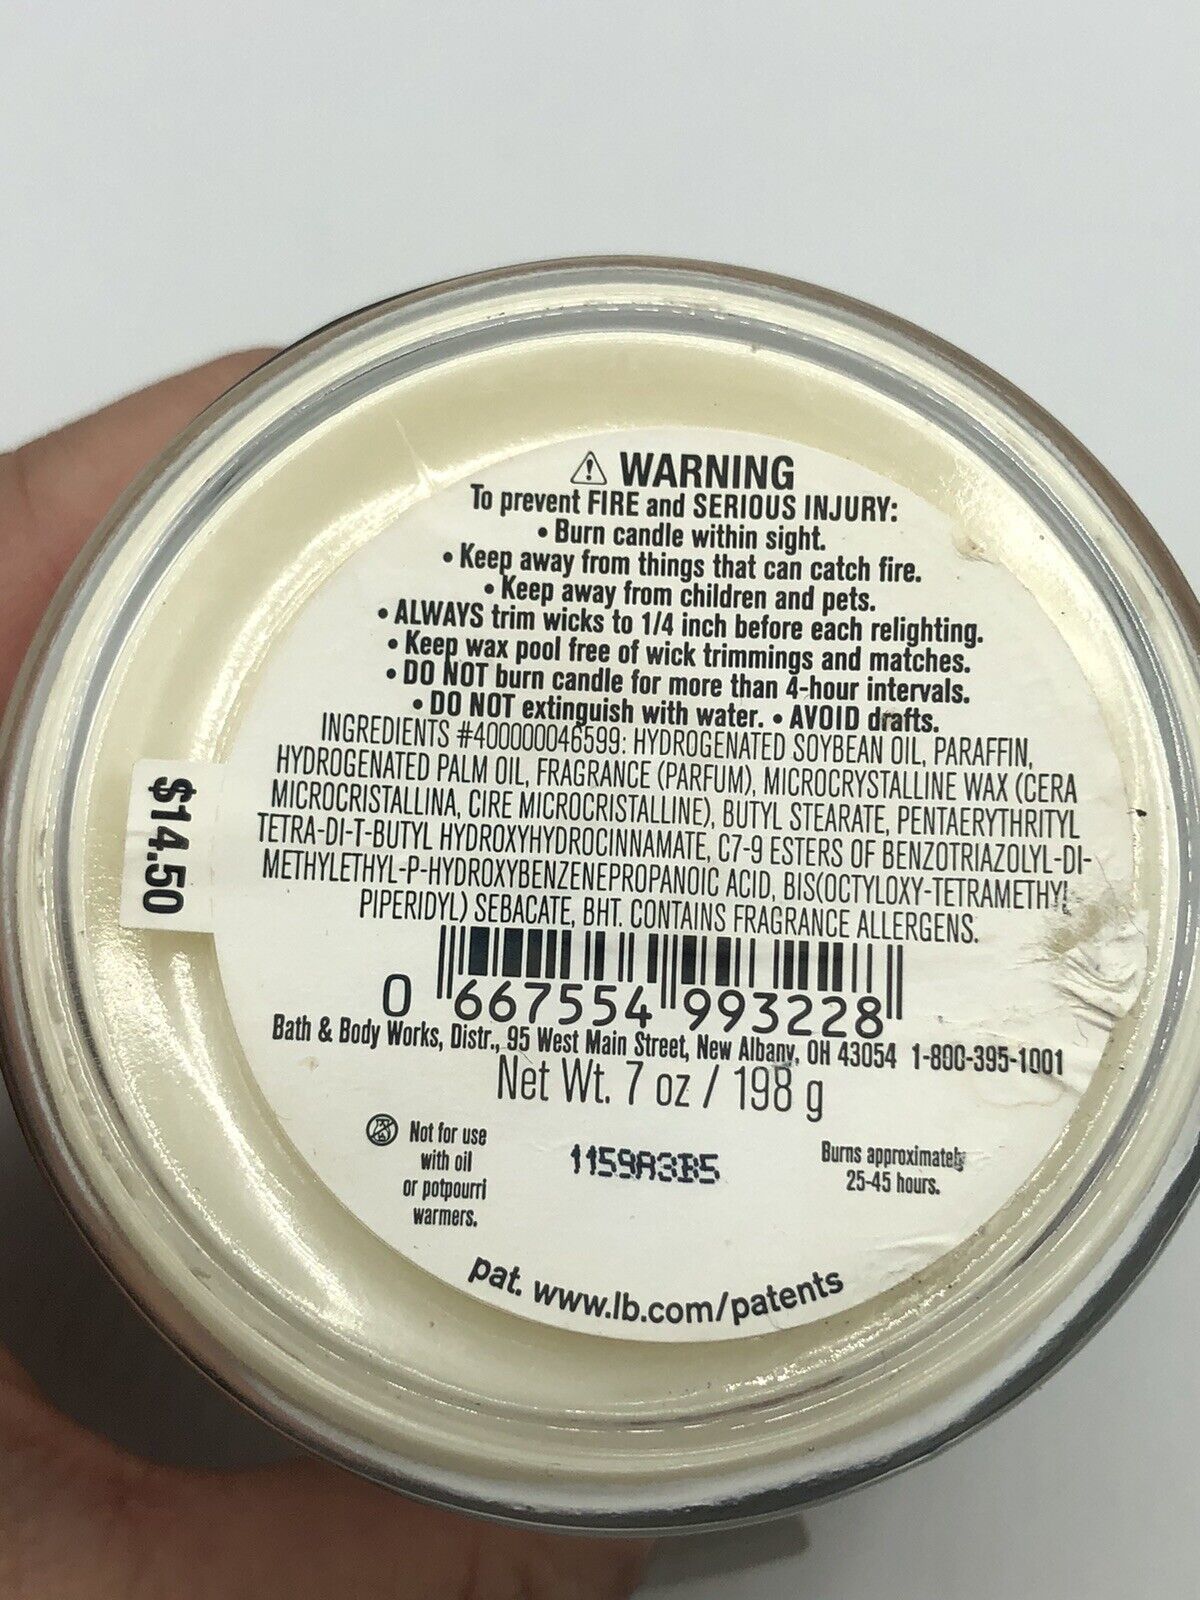 ⚠ WARNING
To prevent FIRE and SERIOUS INJURY:
• Burn candle within sight.
• Keep away from things that can catch fire.
• Keep away from children and pets.
• ALWAYS trim wicks to 1/4 inch before each relighting.
• Keep wax pool free of wick trimmings and matches.
• DO NOT burn candle for more than 4-hour intervals.
• DO NOT extinguish with water. • AVOID drafts.
INGREDIENTS #400000046599: HYDROGENATED SOYBEAN OIL, PARAFFIN,
HYDROGENATED PALM OIL, FRAGRANCE (PARFUM), MICROCRYSTALLINE WAX (CERA
MICROCRISTALLINA, CIRE MICROCRISTALLINE), BUTYL STEARATE, PENTAERYTHRITYL
TETRA-DI-T-BUTYL HYDROXYHYDROCINNAMATE, C7-9 ESTERS OF BENZOTRIAZOLYL-DI-
METHYLETHYL-P-HYDROXYBENZENEPROPANOIC ACID, BIS(OCTYLOXY-TETRAMETHYL-
PIPERIDYL) SEBACATE, BHT. CONTAINS FRAGRANCE ALLERGENS.
$14.50
0 667554 993228
Bath & Body Works, Distr., 95 West Main Street, New Albany, OH 43054 1-800-395-1001
Net Wt. 7 oz / 198 g
Not for use
with oil
or potpourri
warmers.
1159A3B5
Burns approximately
25-45 hours.
pat. www.lb.com/patents